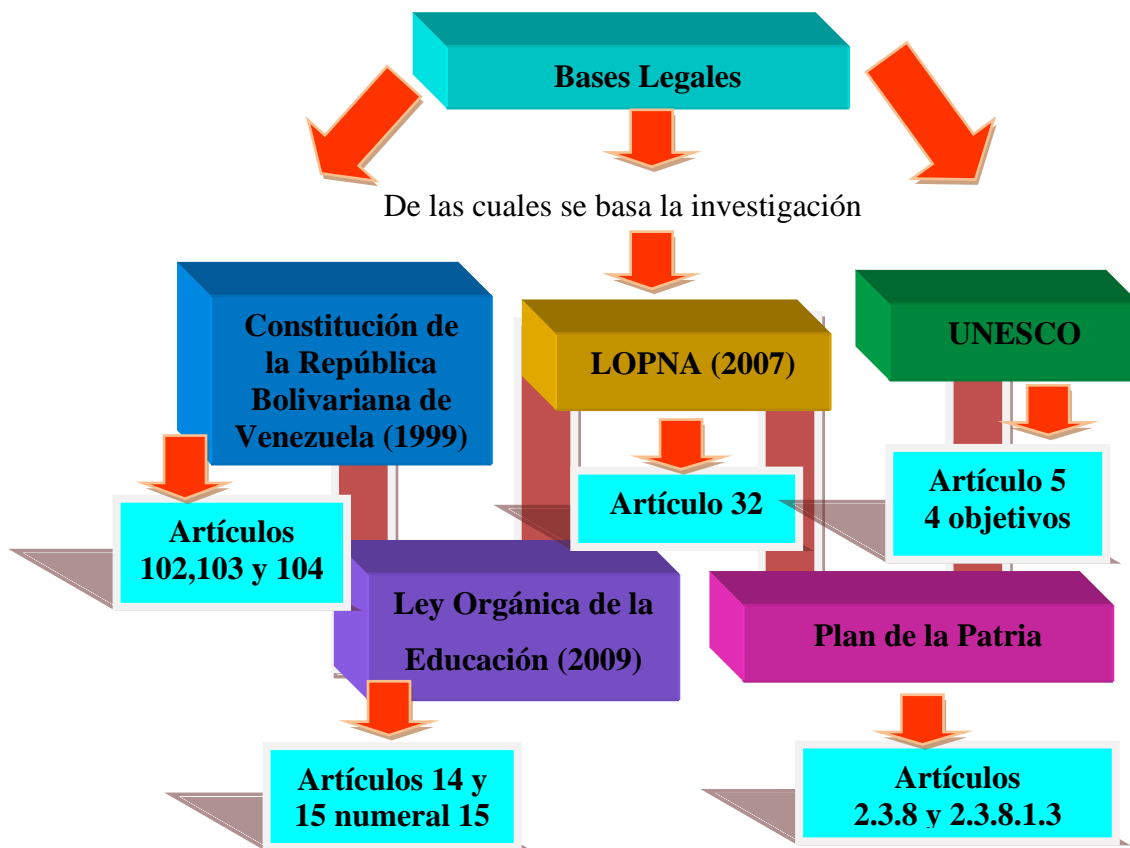 Bases Legales
De las cuales se basa la investigación
Constitución de
la República
Bolivariana de
Venezuela (1999)
LOPNA (2007)
UNESCO
Artículos
102,103 y 104
Artículo 32
Artículo 5
4 objetivos
Ley Orgánica de la
Educación (2009)
Plan de la Patria
Artículos 14 y
15 numeral 15
Artículos
2.3.8 y 2.3.8.1.3